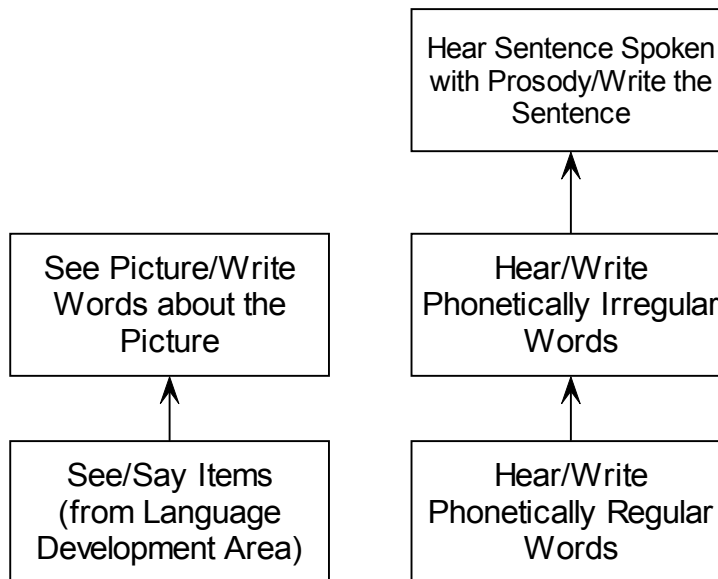 Hear Sentence Spoken
with Prosody/Write the
Sentence
See Picture/Write
Words about the
Picture
Hear/Write
Phonetically Irregular
Words
See/Say Items
(from Language
Development Area)
Hear/Write
Phonetically Regular
Words